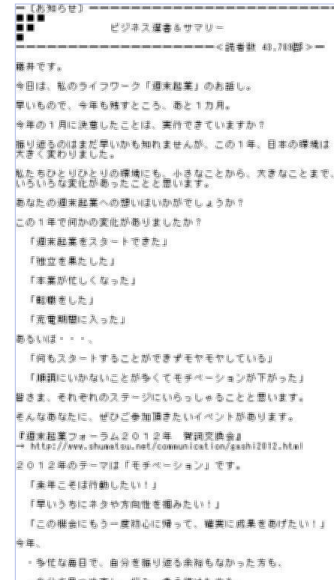 ━【お知らせ】━━━━━━━━━━━━━━━━━━━━━━━━━
■■■
■■　　　　　ビジネス選書＆サマリー
■
━━━━━━━━━━━━━━━━━━━━＜読者数 43,780部＞━
藤井です。
今日は、私のライフワーク「週末起業」のお話し。
早いもので、今年も残すところ、あと１カ月。
今年の１月に決意したことは、実行できていますか？
振り返るのはまだ早いかも知れませんが、この１年、日本の環境は
大きく変わりました。
私たちひとりひとりの環境にも、小さなことから、大きなことまで、
いろいろな変化があったことと思います。
あなたの週末起業への想いはいかがでしょうか？
この１年で何かの変化がありましたか？
「週末起業をスタートできた」
「独立を果たした」
「本業が忙しくなった」
「転職をした」
「充電期間に入った」
あるいは・・・、
「何もスタートすることができずモヤモヤしている」
「順調にいかないことが多くてモチベーションが下がった」
皆さま、それぞれのステージにいらっしゃることと思います。
そんなあなたに、ぜひご参加頂きたいイベントがあります。
『週末起業フォーラム２０１２年　賀詞交換会』
→ http://www.shumatsu.net/communication/gashi2012.html
２０１２年のテーマは「モチベーション」です。
「来年こそは行動したい！」
「早いうちにネタや方向性を掴みたい！」
「この機会にもう一度初心に帰って、確実に成果をあげたい！」
今年、
・多忙な毎日で、自分を振り返る余裕もなかった方も、